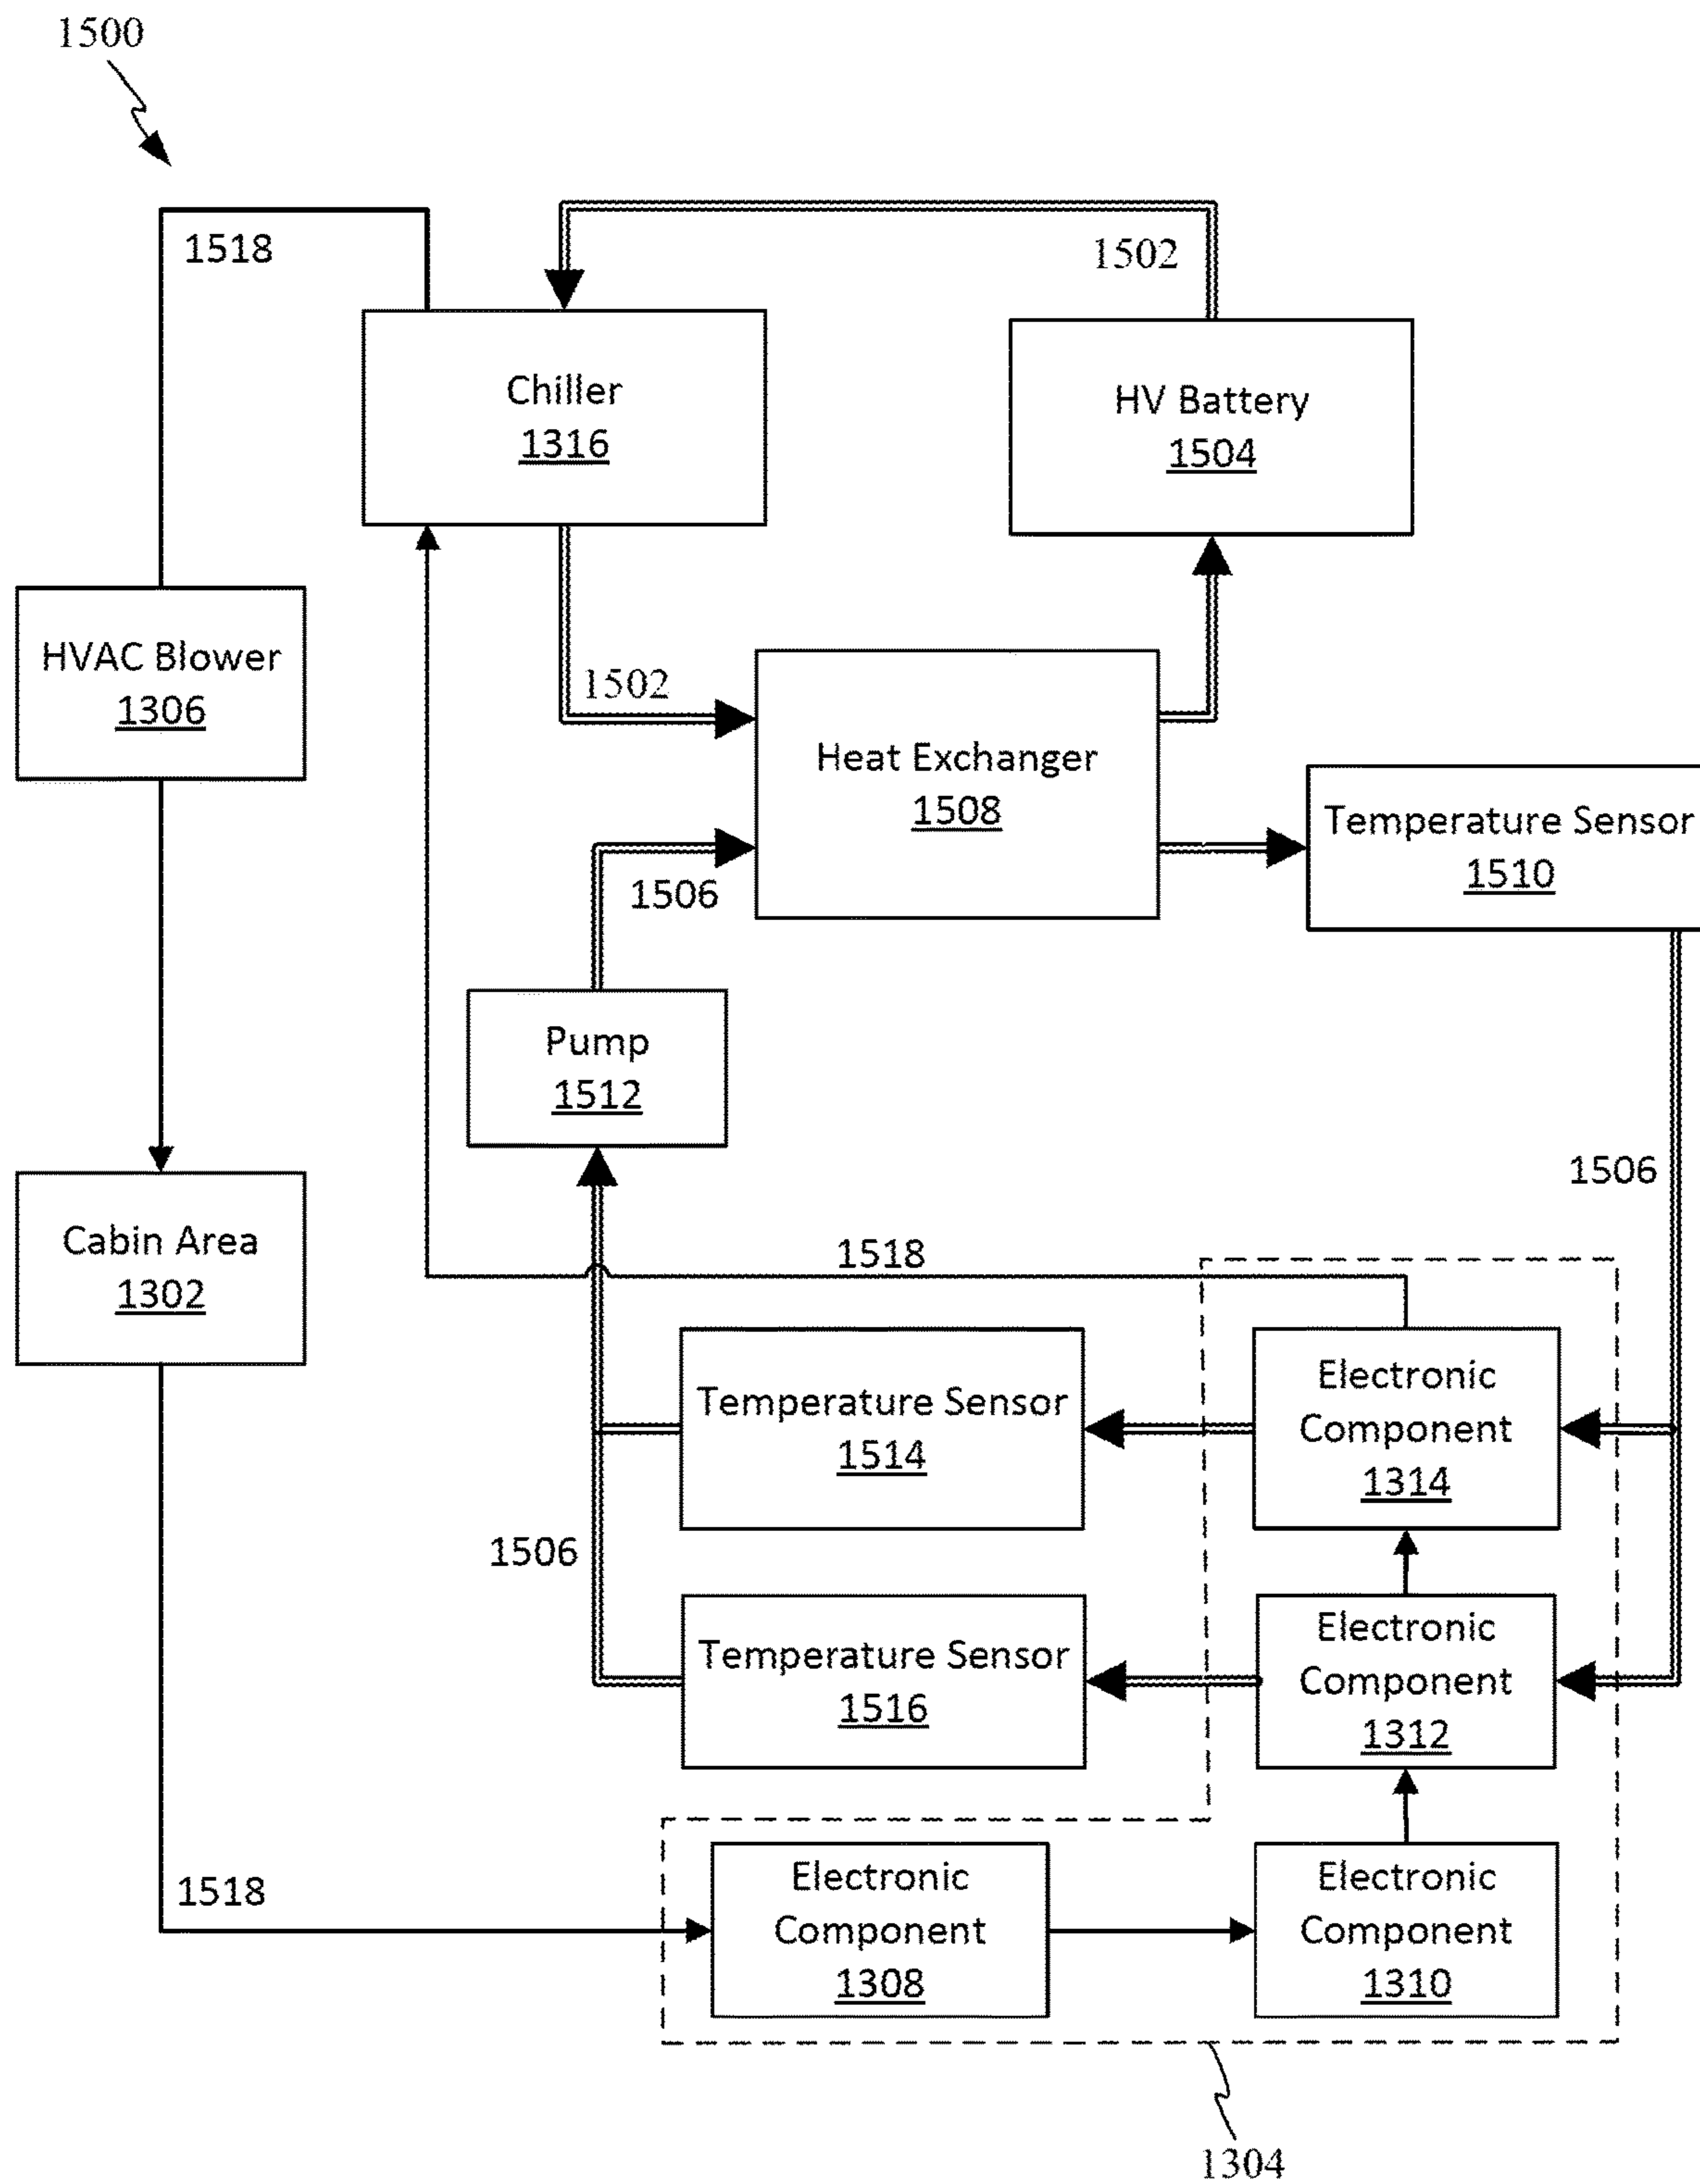 1500
1518
1502
Chiller
1316
HV Battery
1504
HVAC Blower
1306
1502
Heat Exchanger
1508
Temperature Sensor
1510
1506
Pump
1512
1506
Cabin Area
1302
1518
Temperature Sensor
1514
Electronic
Component
1314
1506
Temperature Sensor
1516
Electronic
Component
1312
1518
Electronic
Component
1308
Electronic
Component
1310
1304